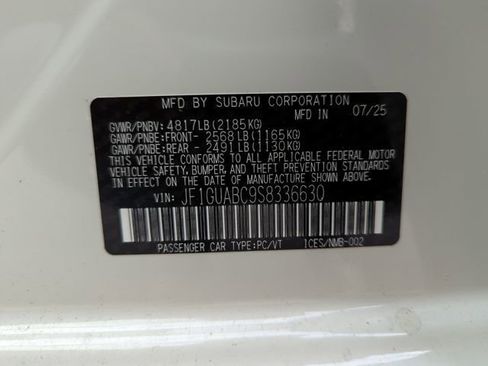 MFD BY SUBARU CORPORATION
MFD IN 07/25
GVWR/PNBV: 4817LB(2185KG)
GAWR/PNBE:FRONT- 2568LB(1165KG)
GAWR/PNBE:REAR - 2491LB(1130KG)
THIS VEHICLE CONFORMS TO ALL APPLICABLE FEDERAL MOTOR
VEHICLE SAFETY, BUMPER, AND THEFT PREVENTION
STANDARDS IN EFFECT ON THE DATE OF MANUFACTURE
SHOWN ABOVE.
VIN: JF1GUABC9S8336630
PASSENGER CAR TYPE:PC/VT ICES/NMB-002